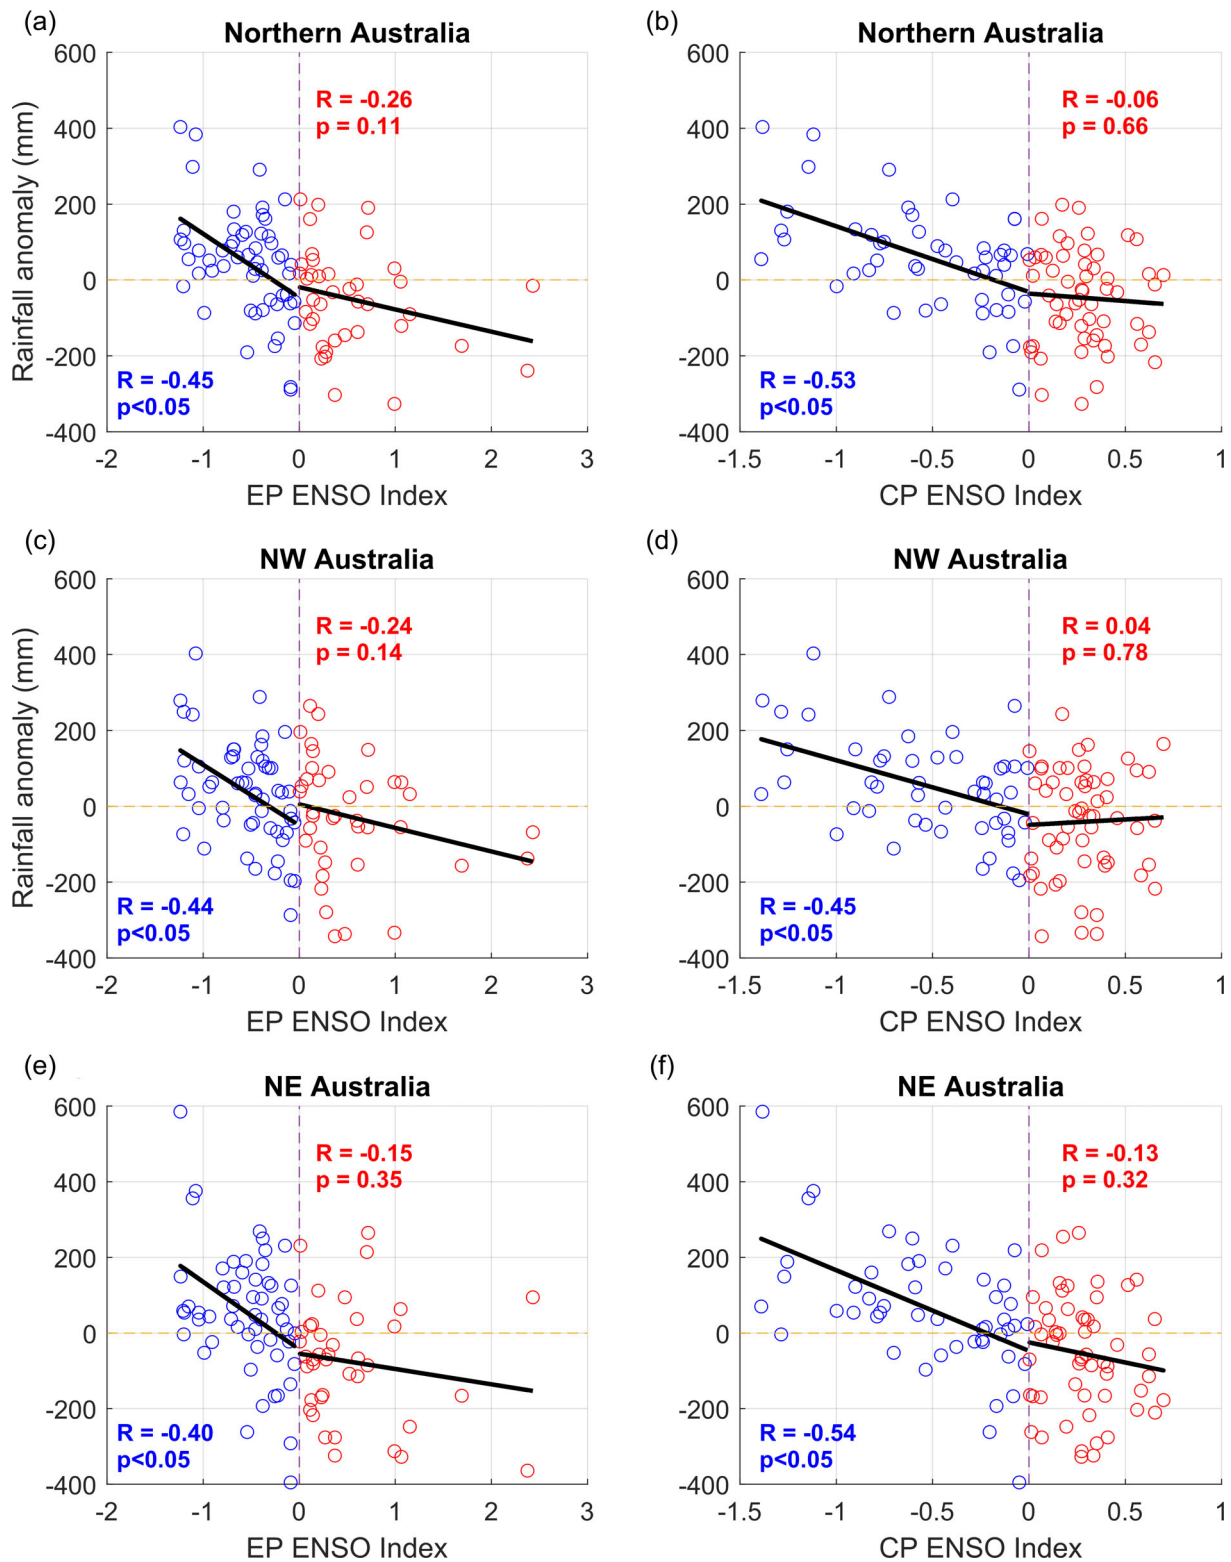 (a)
Northern Australia
600
400
200
0
-200
-400
Rainfall anomaly (mm)
R = -0.26
p = 0.11
R = -0.45
p<0.05
-2
-1
0
1
2
3
EP ENSO Index
(b)
Northern Australia
600
400
200
0
-200
-400
R = -0.06
p = 0.66
R = -0.53
p<0.05
-1.5
-1
-0.5
0
0.5
1
CP ENSO Index
(c)
NW Australia
600
400
200
0
-200
-400
Rainfall anomaly (mm)
R = -0.24
p = 0.14
R = -0.44
p<0.05
-2
-1
0
1
2
3
EP ENSO Index
(d)
NW Australia
600
400
200
0
-200
-400
R = 0.04
p = 0.78
R = -0.45
p<0.05
-1.5
-1
-0.5
0
0.5
1
CP ENSO Index
(e)
NE Australia
600
400
200
0
-200
-400
R = -0.15
p = 0.35
R = -0.40
p<0.05
-2
-1
0
1
2
3
EP ENSO Index
(f)
NE Australia
600
400
200
0
-200
-400
R = -0.13
p = 0.32
R = -0.54
p<0.05
-1.5
-1
-0.5
0
0.5
1
CP ENSO Index